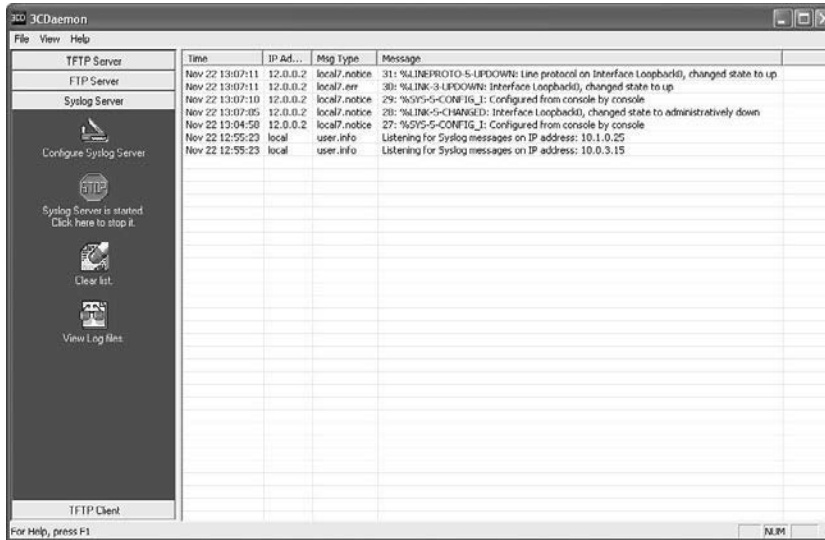 3CO 3CDaemon
File View Help
TFTP Server
FTP Server
Syslog Server
Configure Syslog Server
STOP
Syslog Server is started.
Click here to stop it.
Clear list.
View Log files
TFTP Client
Time IP Ad... Msg Type Message
Nov 22 13:07:11 12.0.0.2 local7.notice 31: %LINEPROTO-5-UPDOWN: Line protocol on Interface Loopback0, changed state to up
Nov 22 13:07:11 12.0.0.2 local7.err 30: %LINK-3-UPDOWN: Interface Loopback0, changed state to up
Nov 22 13:07:10 12.0.0.2 local7.notice 29: %SYS-5-CONFIG_I: Configured from console by console
Nov 22 13:07:05 12.0.0.2 local7.notice 28: %LINK-5-CHANGED: Interface Loopback0, changed state to administratively down
Nov 22 13:04:50 12.0.0.2 local7.notice 27: %SYS-5-CONFIG_I: Configured from console by console
Nov 22 12:55:23 local user.info Listening for Syslog messages on IP address: 10.1.0.25
Nov 22 12:55:23 local user.info Listening for Syslog messages on IP address: 10.0.3.15
For Help, press F1
NUM